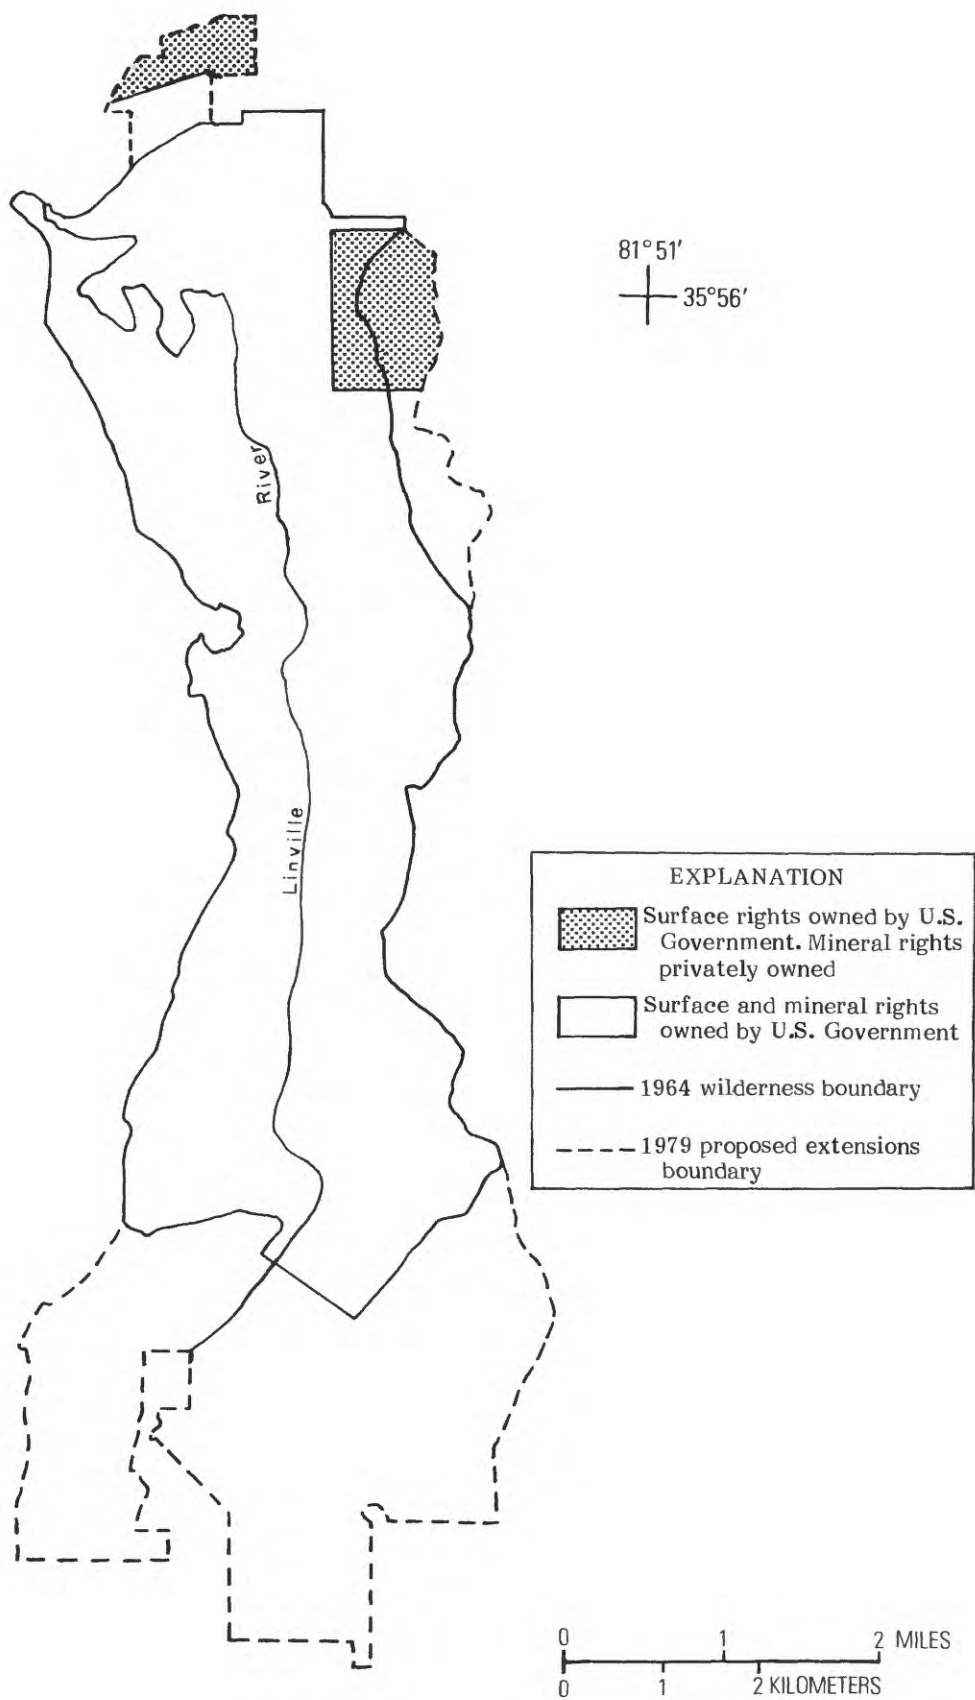 81°51′
35°56′
River
Linville
EXPLANATION
Surface rights owned by U.S.
Government. Mineral rights
privately owned
Surface and mineral rights
owned by U.S. Government
1964 wilderness boundary
1979 proposed extensions
boundary
0 1 2 MILES
0 1 2 KILOMETERS